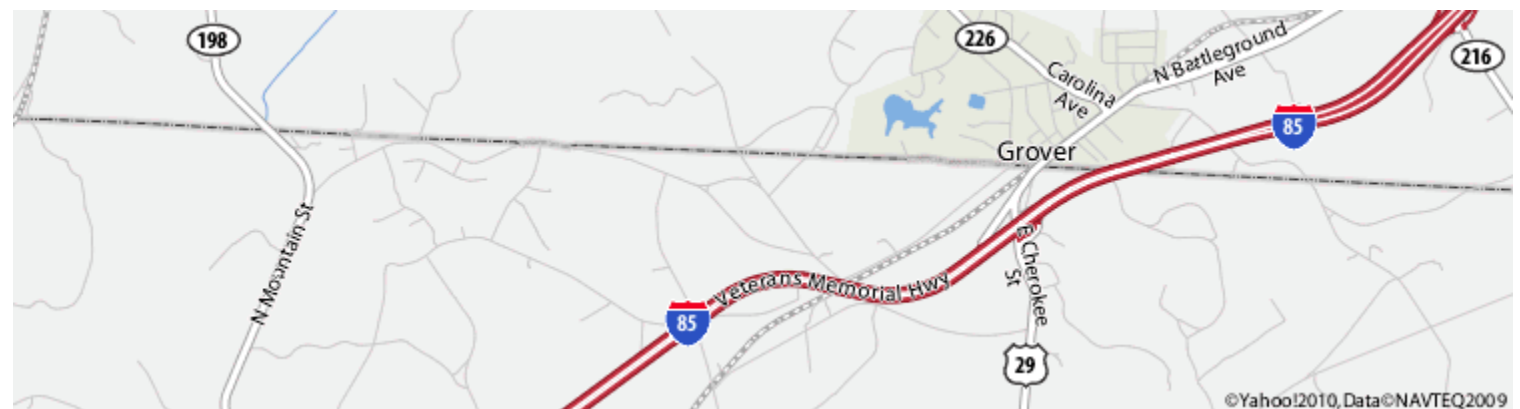 198
226
Carolina
Ave
N Battleground
Ave
216
85
Grover
N Mountain St
E Cherokee
St
Veterans Memorial Hwy
85
29
©Yahoo!2010, Data©NAVTEQ2009